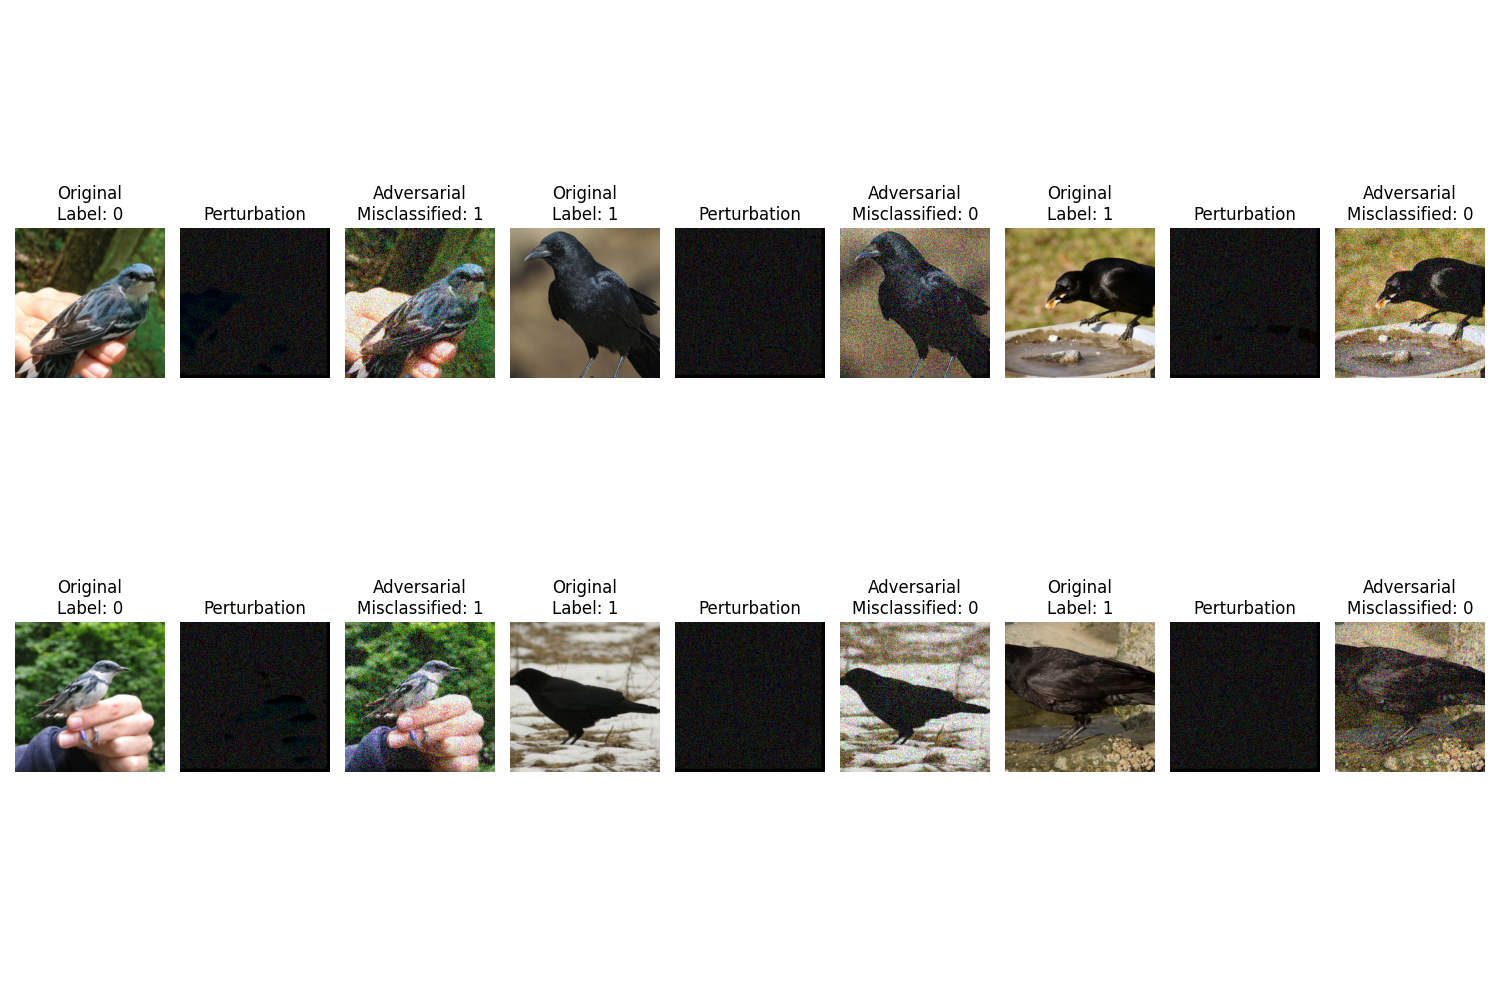 Original
Label: 0
Perturbation
Adversarial
Misclassified: 1
Original
Label: 1
Perturbation
Adversarial
Misclassified: 0
Original
Label: 1
Perturbation
Adversarial
Misclassified: 0
Original
Label: 0
Perturbation
Adversarial
Misclassified: 1
Original
Label: 1
Perturbation
Adversarial
Misclassified: 0
Original
Label: 1
Perturbation
Adversarial
Misclassified: 0